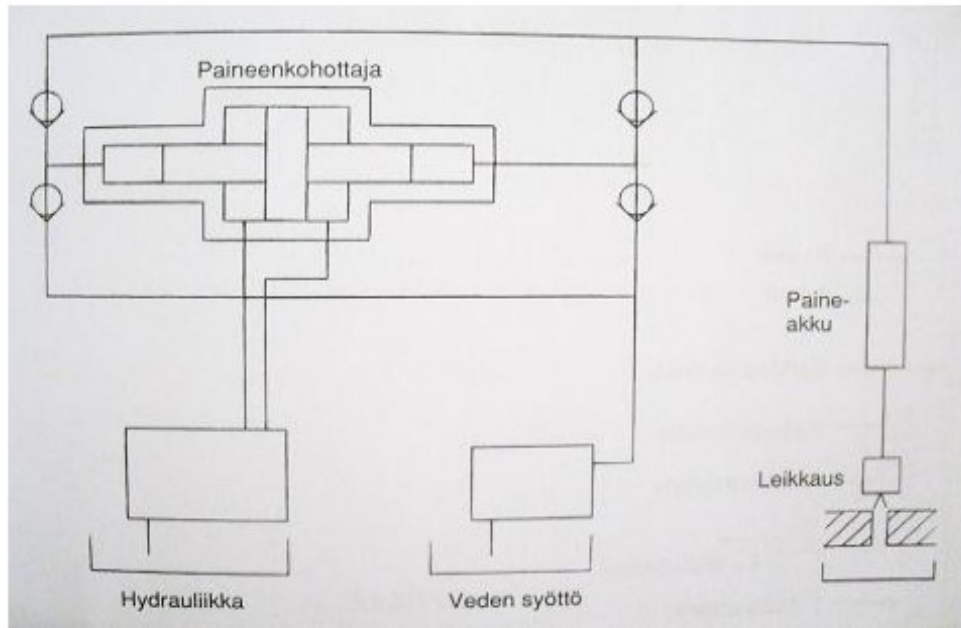 Paineenkohottaja
Paine-
akku
Leikkaus
Hydrauliikka
Veden syöttö